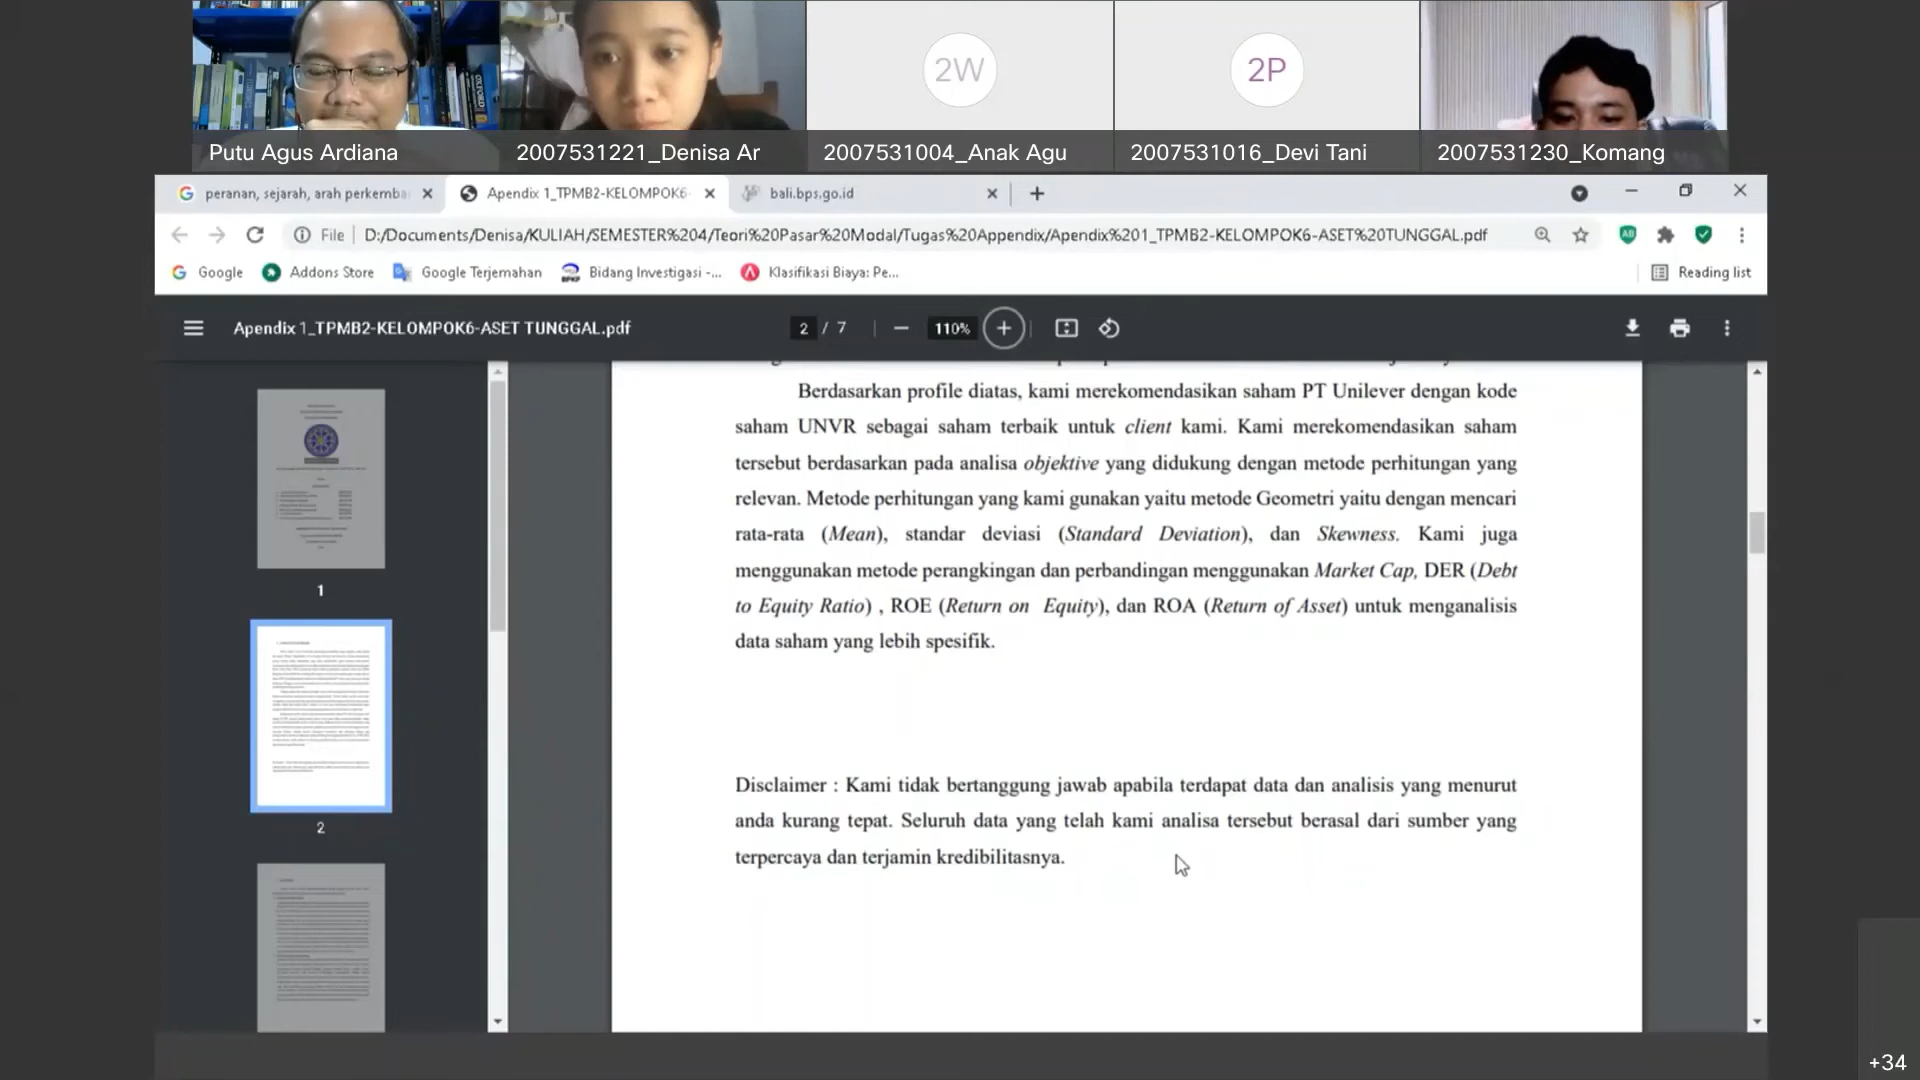 2W
2P
Putu Agus Ardiana
2007531221_Denisa Ar
2007531004_Anak Agu
2007531016_Devi Tani
2007531230_Komang
peranan, sejarah, arah perkemba
Apendix 1_TPMB2-KELOMPOK6-
bali.bps.go.id
File
D:/Documents/Denisa/KULIAH/SEMESTER%204/Teori%20Pasar%20Modal/Tugas%20Appendix/Apendix%201_TPMB2-KELOMPOK6-ASET%20TUNGGAL.pdf
Google
Addons Store
Google Terjemahan
Bidang Investigasi -...
Klasifikasi Biaya: Pe...
Reading list
Apendix 1_TPMB2-KELOMPOK6-ASET TUNGGAL.pdf
2 / 7
110%
Berdasarkan profile diatas, kami merekomendasikan saham PT Unilever dengan kode
saham UNVR sebagai saham terbaik untuk client kami. Kami merekomendasikan saham
tersebut berdasarkan pada analisa objektive yang didukung dengan metode perhitungan yang
relevan. Metode perhitungan yang kami gunakan yaitu metode Geometri yaitu dengan mencari
rata-rata (Mean), standar deviasi (Standard Deviation), dan Skewness. Kami juga
menggunakan metode perangkingan dan perbandingan menggunakan Market Cap, DER (Debt
to Equity Ratio) , ROE (Return on Equity), dan ROA (Return of Asset) untuk menganalisis
data saham yang lebih spesifik.
Disclaimer : Kami tidak bertanggung jawab apabila terdapat data dan analisis yang menurut
anda kurang tepat. Seluruh data yang telah kami analisa tersebut berasal dari sumber yang
terpercaya dan terjamin kredibilitasnya.
1
2
+34